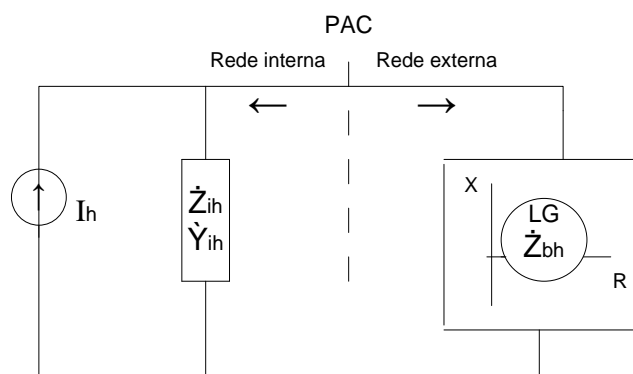 PAC
Rede interna
Rede externa
Ih
Żih
Ẏih
X
LG
Żbh
R